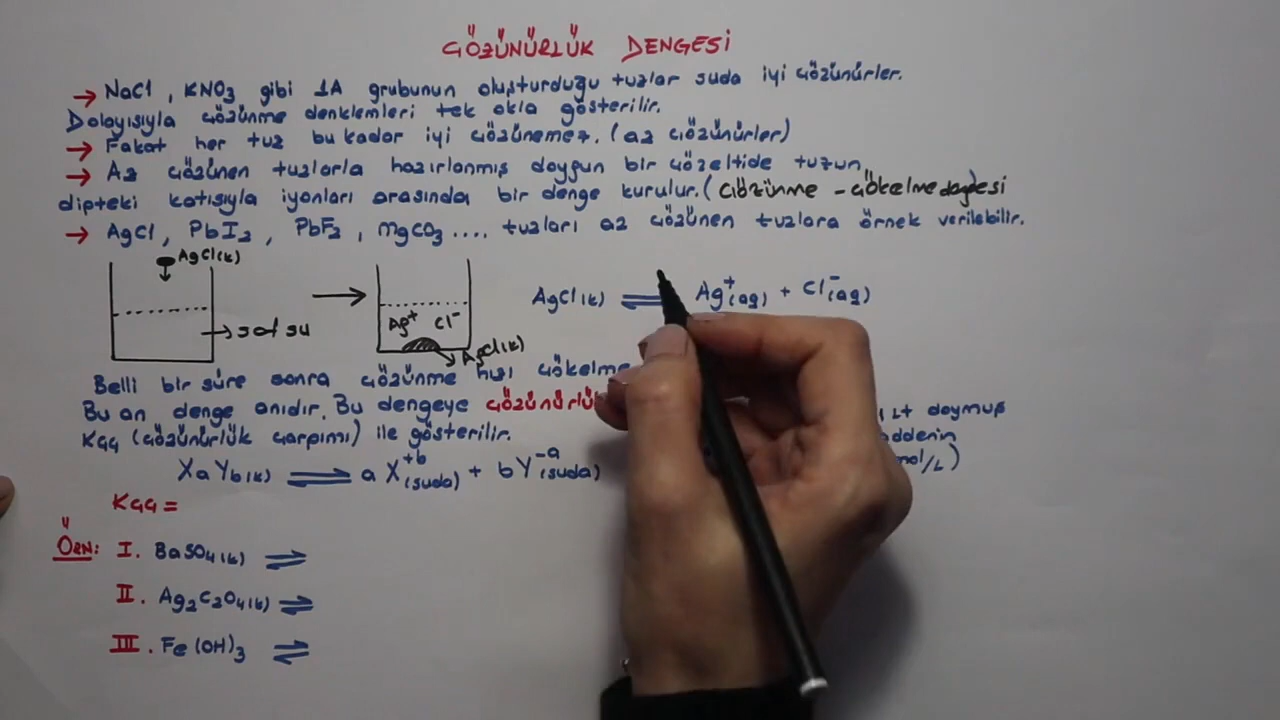 ÇÖZÜNÜRLÜK DENGESİ
→ NaCl, KNO3 gibi 1A grubunun oluşturduğu tuzlar suda iyi çözünürler.
Dolayısıyla çözünme denklemleri tek okla gösterilir.
→ Fakat her tuz bu kadar iyi çözünemez. (az çözünürler)
→ Az çözünen tuzlarla hazırlanmış doygun bir çözeltide tuzun
dipteki katısıyla iyonları arasında bir denge kurulur. (çözünme - çökelme dengesi
→ AgCl, PbI2, PbF2, MgCO3 .... tuzları az çözünen tuzlara örnek verilebilir.
AgCl(k)
→ saf su
Ag+ Cl-
AgCl(k)
AgCl(k) ⇌ Ag+(aq) + Cl-(aq)
Belli bir süre sonra çözünme hızı çökelme
Bu an denge anıdır. Bu dengeye
1 Lt doymuş
Kçç (çözünürlük çarpımı) ile gösterilir.
mol/L)
XaYb(k) ⇌ aX+b(suda) + bY-a(suda)
Kçç =
ÖRN: I. BaSO4(k) ⇌
II. Ag2C2O4(k) ⇌
III. Fe(OH)3 ⇌